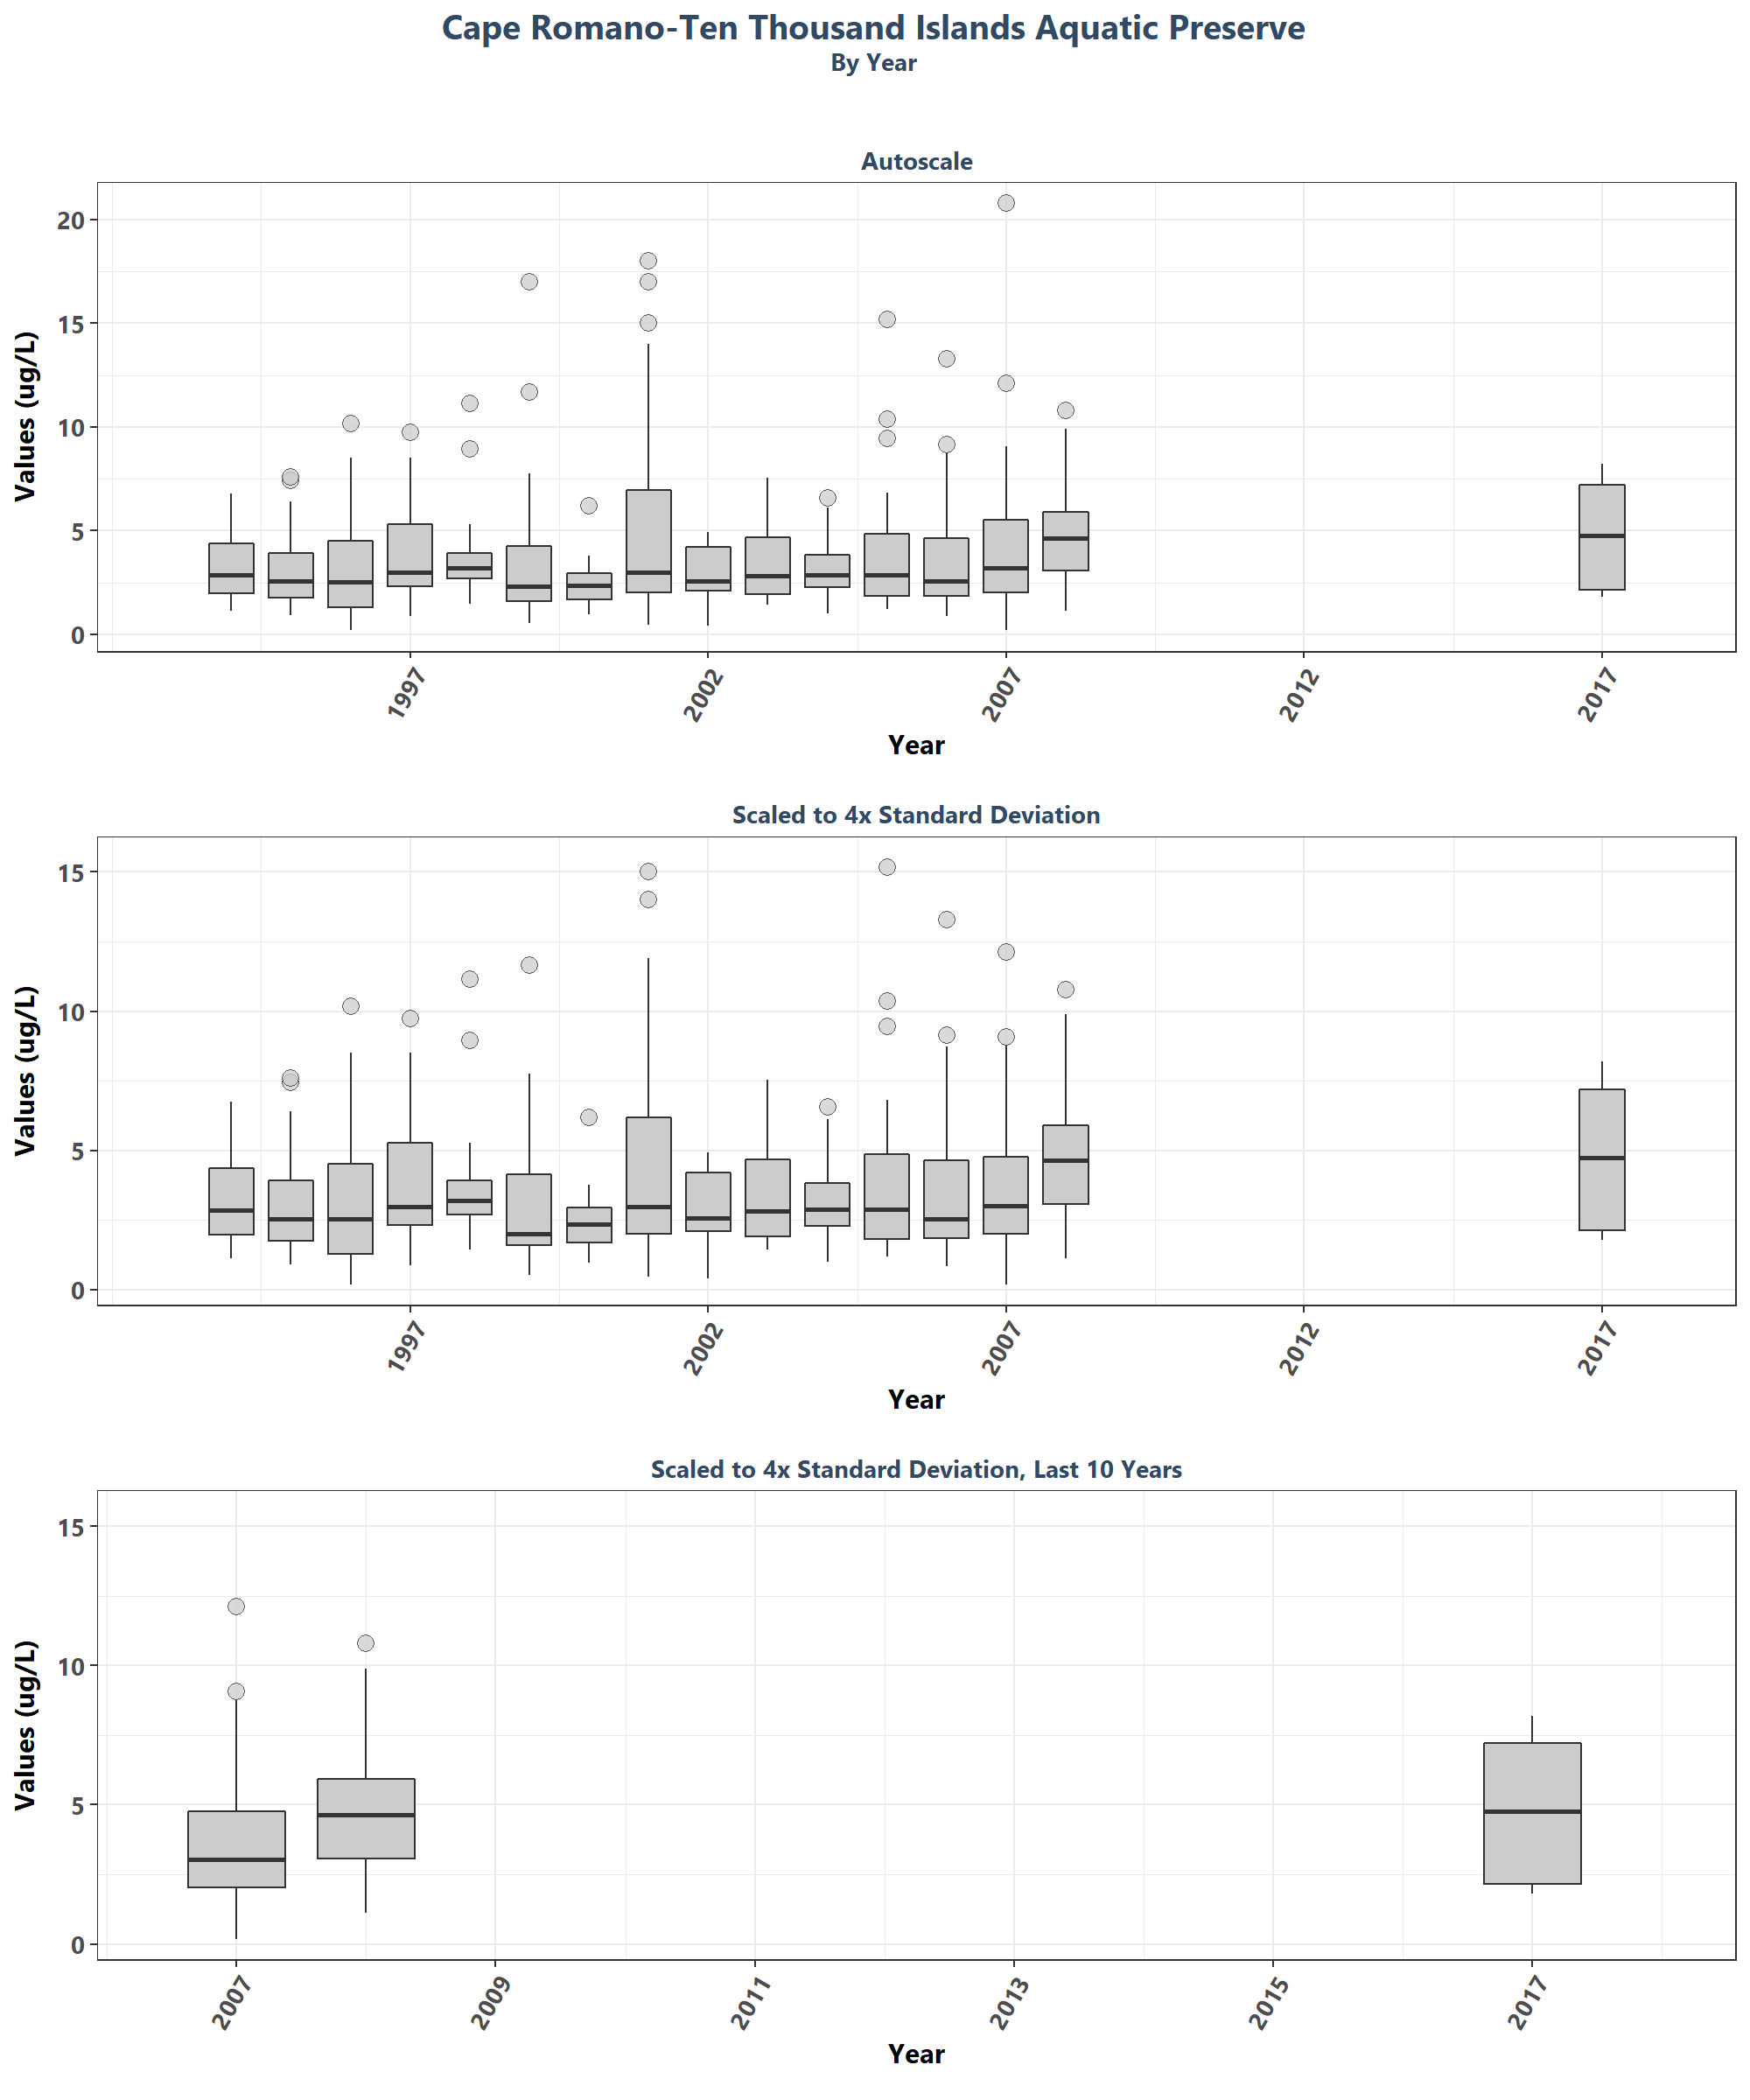 Cape Romano-Ten Thousand Islands Aquatic Preserve
By Year
Autoscale
Values (ug/L)
20
15
10
5
0
1997
2002
2007
2012
2017
Year
Scaled to 4x Standard Deviation
Values (ug/L)
15
10
5
0
1997
2002
2007
2012
2017
Year
Scaled to 4x Standard Deviation, Last 10 Years
Values (ug/L)
15
10
5
0
2007
2009
2011
2013
2015
2017
Year